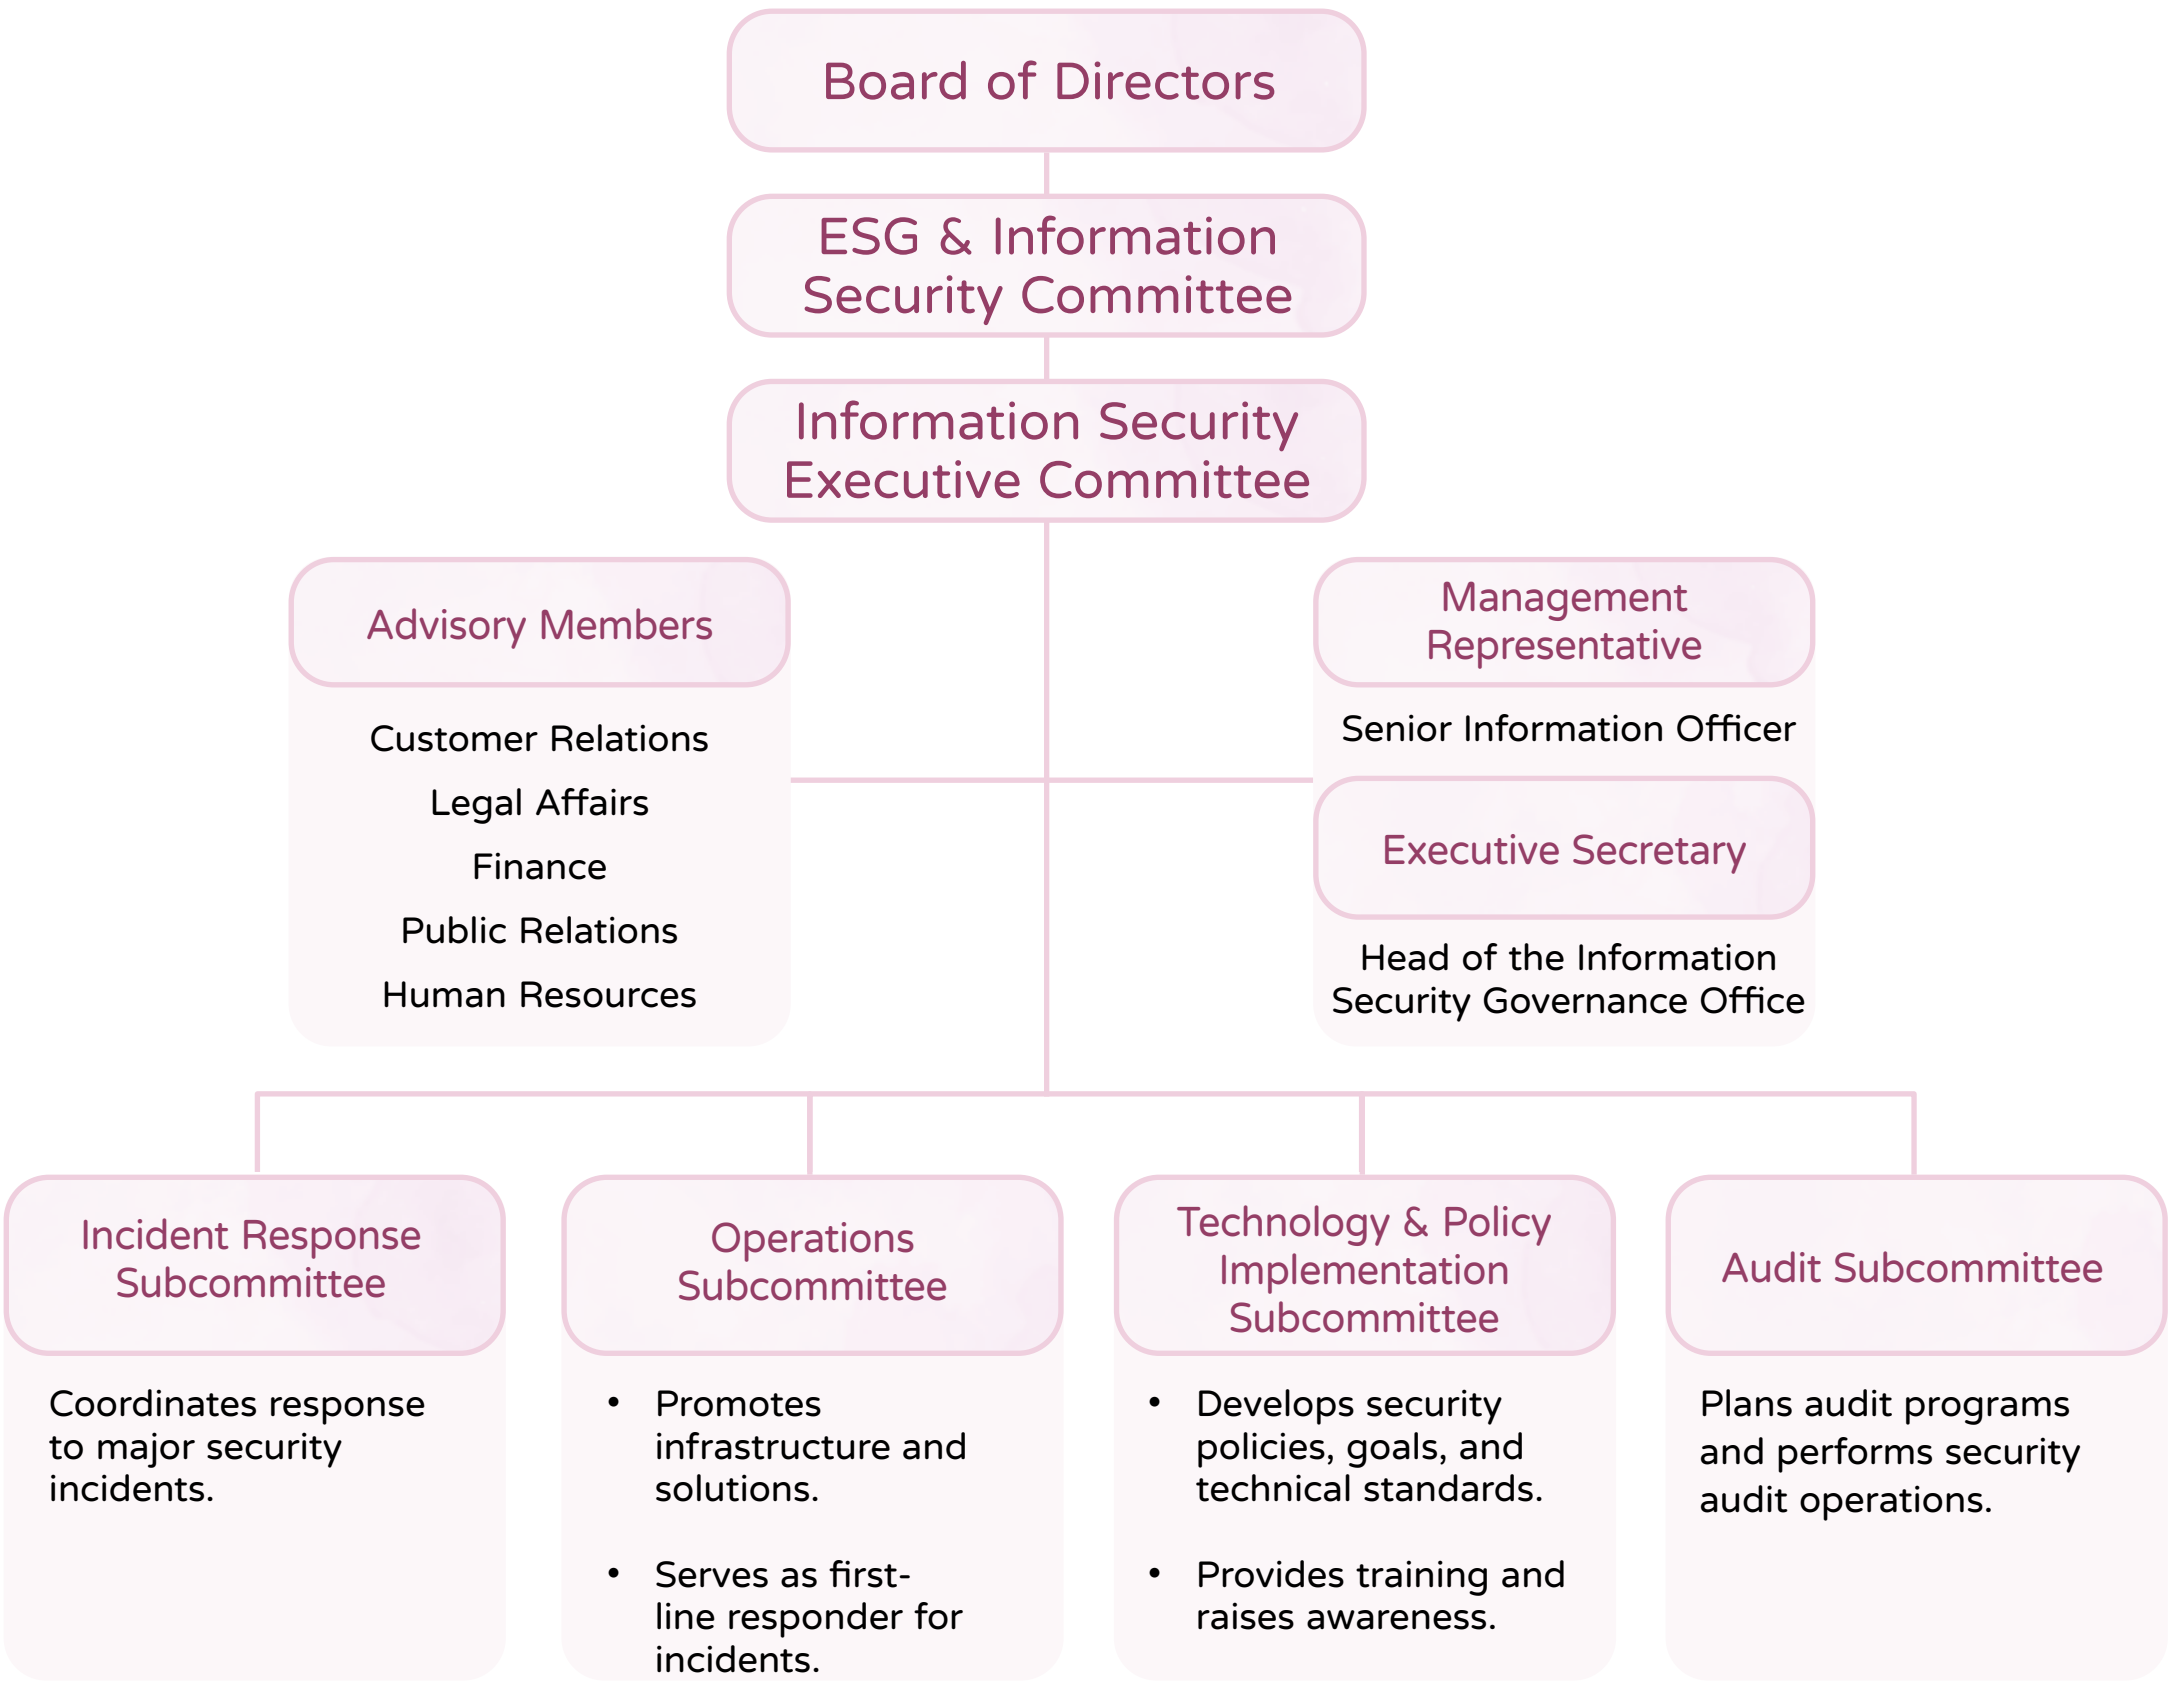 Board of Directors
ESG & Information
Security Committee
Information Security
Executive Committee
Advisory Members
Customer Relations
Legal Affairs
Finance
Public Relations
Human Resources
Management
Representative
Senior Information Officer
Executive Secretary
Head of the Information
Security Governance Office
Incident Response
Subcommittee
Coordinates response
to major security
incidents.
Operations
Subcommittee
• Promotes
infrastructure and
solutions.
• Serves as first-
line responder for
incidents.
Technology & Policy
Implementation
Subcommittee
• Develops security
policies, goals, and
technical standards.
• Provides training and
raises awareness.
Audit Subcommittee
Plans audit programs
and performs security
audit operations.